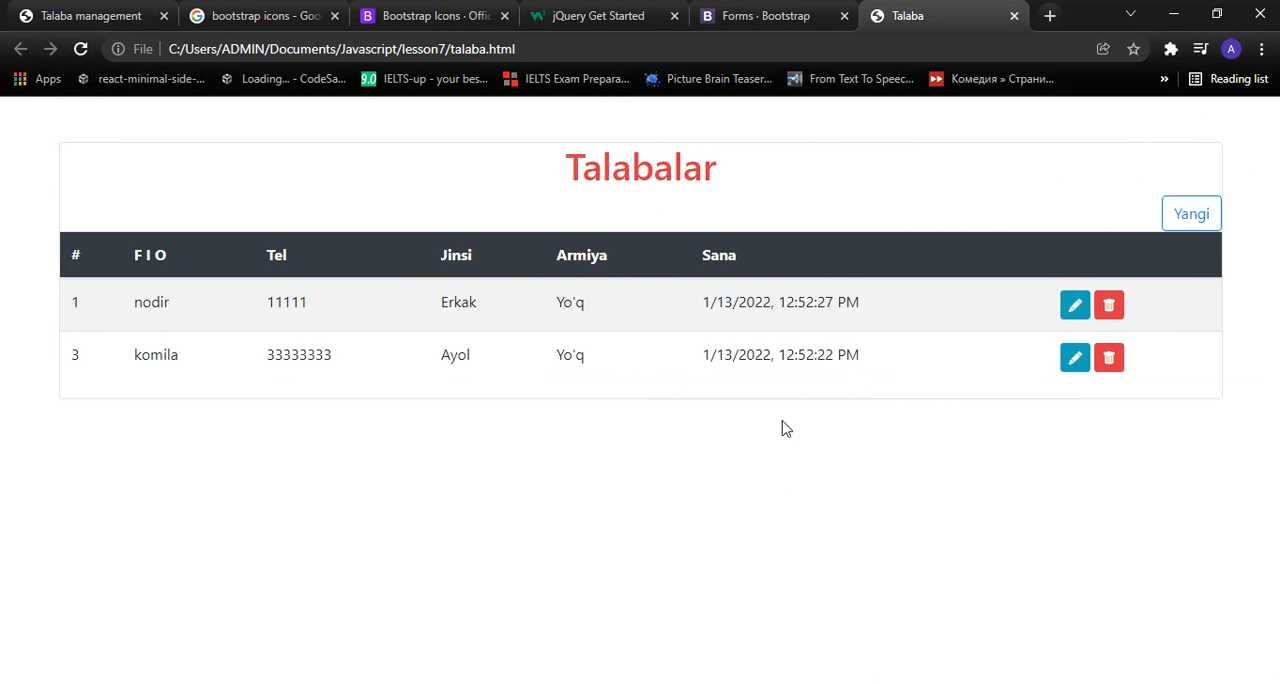 Talaba management
bootstrap icons - Goo
Bootstrap Icons · Offic
jQuery Get Started
Forms · Bootstrap
Talaba
File
C:/Users/ADMIN/Documents/Javascript/lesson7/talaba.html
A
Apps
react-minimal-side-...
Loading... - CodeSa...
9.0 IELTS-up - your bes...
IELTS Exam Prepara...
Picture Brain Teaser...
From Text To Speec...
Комедия » Страни...
»
Reading list
Talabalar
Yangi
# F I O Tel Jinsi Armiya Sana
1 nodir 11111 Erkak Yo'q 1/13/2022, 12:52:27 PM
3 komila 33333333 Ayol Yo'q 1/13/2022, 12:52:22 PM